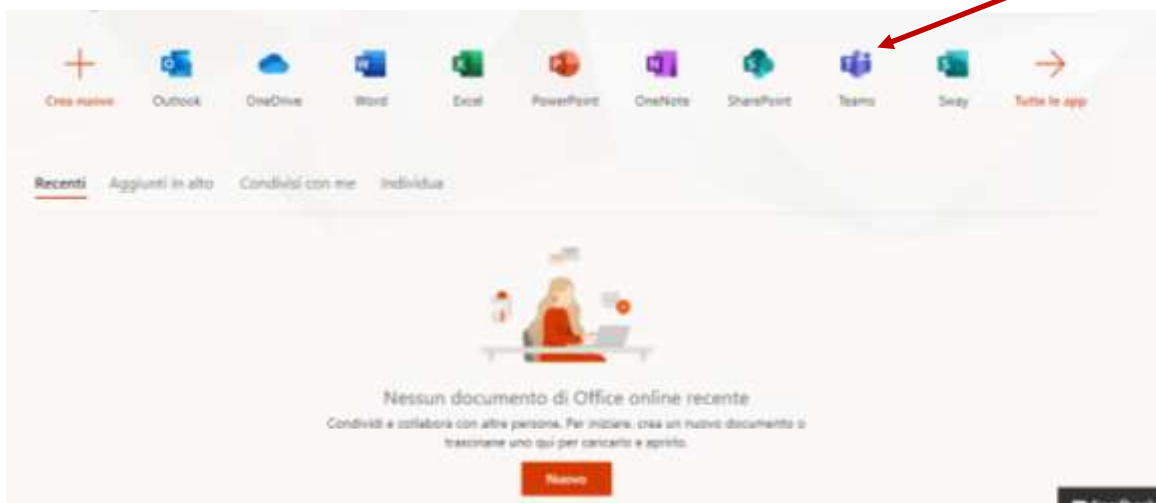 Crea nuovo Outlook OneDrive Word Excel PowerPoint OneNote SharePoint Teams Sway Tutte le app
Recenti Aggiunti in alto Condivisi con me Individua
Nessun documento di Office online recente
Condividi e collabora con altre persone. Per iniziare, crea un nuovo documento o
trascinane uno qui per caricarlo e aprirlo.
Nuovo